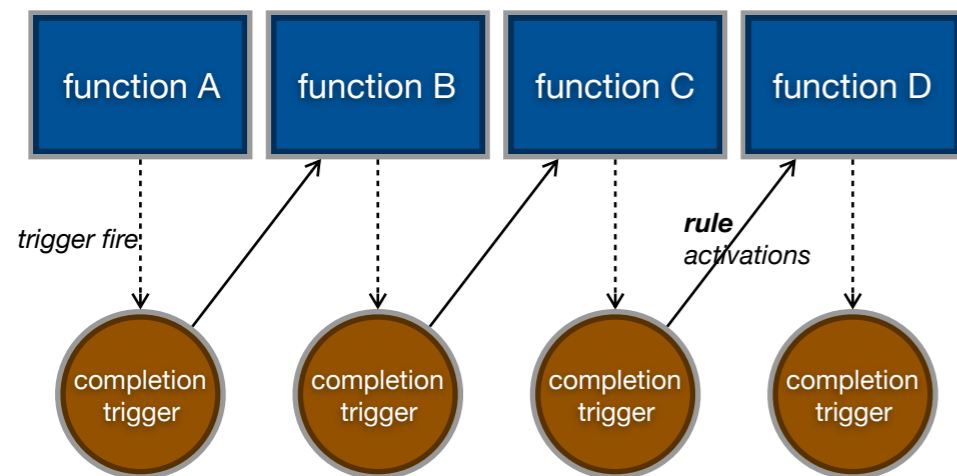 function A
function B
function C
function D
trigger fire
rule
activations
completion
trigger
completion
trigger
completion
trigger
completion
trigger